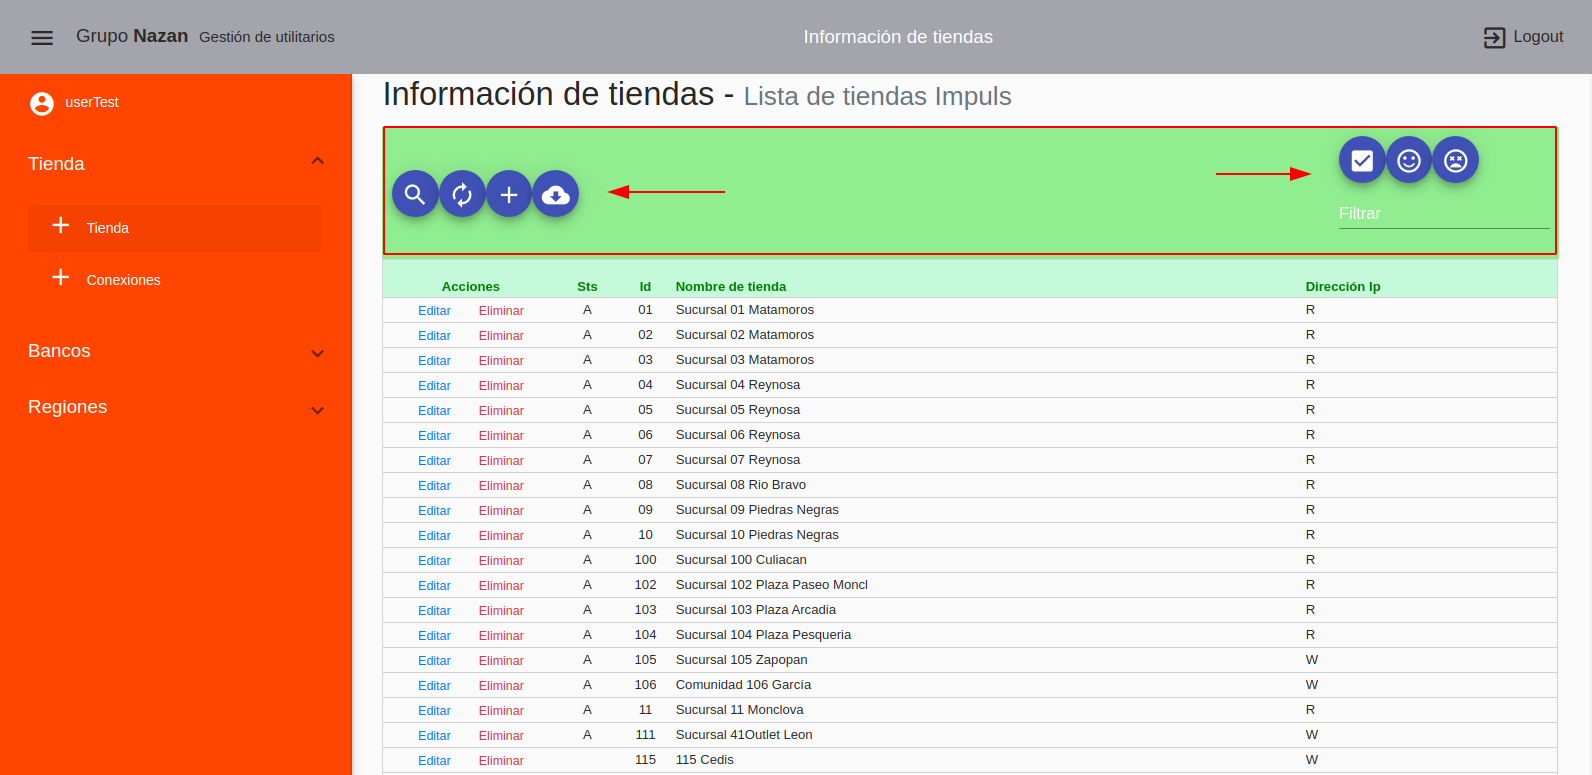 Grupo Nazan Gestión de utilitarios
Información de tiendas
Logout
userTest
Tienda
Tienda
Conexiones
Bancos
Regiones
Información de tiendas - Lista de tiendas Impuls
Filtrar
Acciones Sts Id Nombre de tienda Dirección Ip
Editar Eliminar A 01 Sucursal 01 Matamoros R
Editar Eliminar A 02 Sucursal 02 Matamoros R
Editar Eliminar A 03 Sucursal 03 Matamoros R
Editar Eliminar A 04 Sucursal 04 Reynosa R
Editar Eliminar A 05 Sucursal 05 Reynosa R
Editar Eliminar A 06 Sucursal 06 Reynosa R
Editar Eliminar A 07 Sucursal 07 Reynosa R
Editar Eliminar A 08 Sucursal 08 Rio Bravo R
Editar Eliminar A 09 Sucursal 09 Piedras Negras R
Editar Eliminar A 10 Sucursal 10 Piedras Negras R
Editar Eliminar A 100 Sucursal 100 Culiacan R
Editar Eliminar A 102 Sucursal 102 Plaza Paseo Moncl R
Editar Eliminar A 103 Sucursal 103 Plaza Arcadia R
Editar Eliminar A 104 Sucursal 104 Plaza Pesqueria R
Editar Eliminar A 105 Sucursal 105 Zapopan W
Editar Eliminar A 106 Comunidad 106 García W
Editar Eliminar A 11 Sucursal 11 Monclova R
Editar Eliminar A 111 Sucursal 41Outlet Leon W
Editar Eliminar 115 115 Cedis W